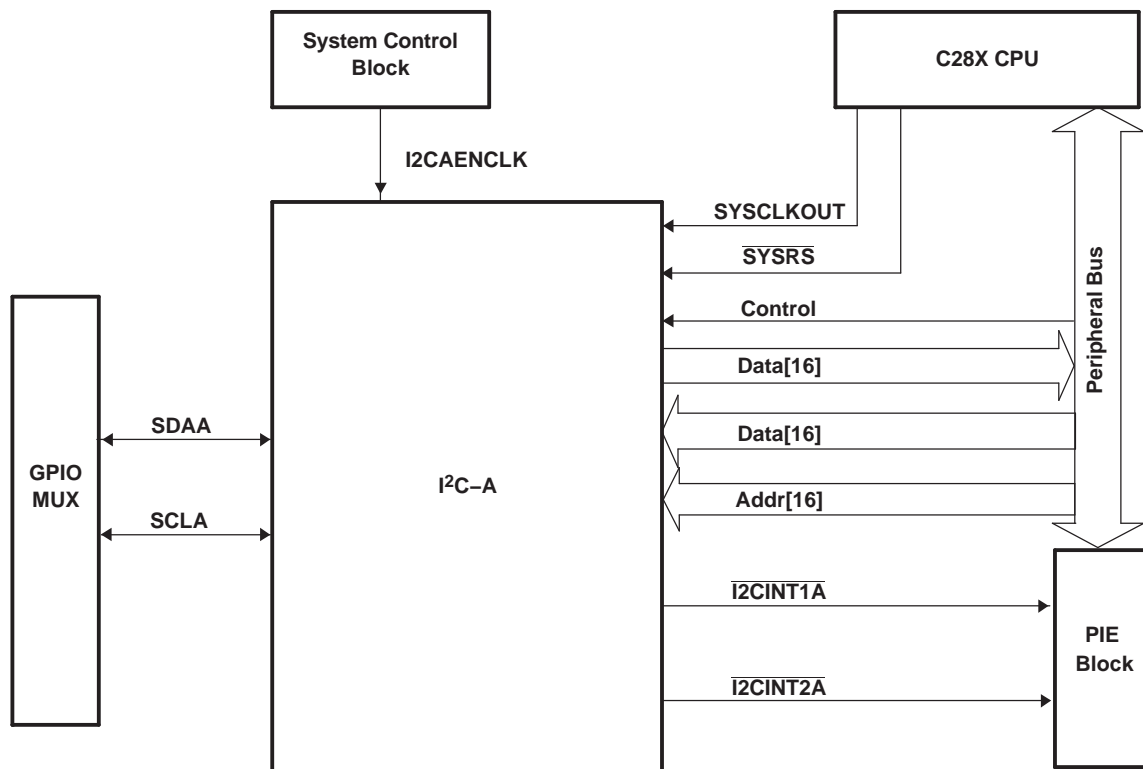 System Control
Block
C28X CPU
I2CAENCLK
SYSCLKOUT
SYSRS
Control
Data[16]
Data[16]
Addr[16]
Peripheral Bus
GPIO
MUX
SDAA
SCLA
I²C–A
I2CINT1A
I2CINT2A
PIE
Block